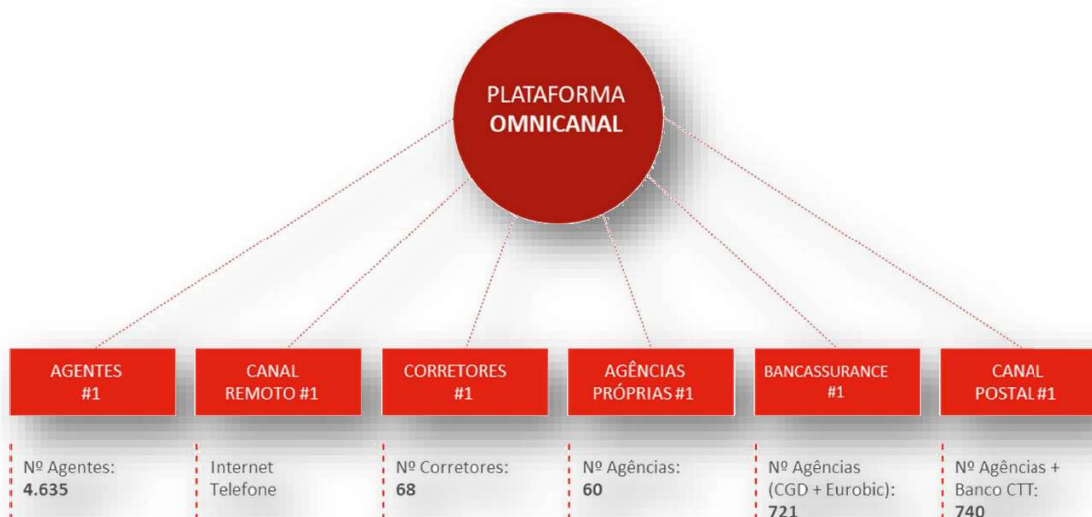 PLATAFORMA
OMNICANAL
AGENTES
#1
CANAL
REMOTO #1
CORRETORES
#1
AGÊNCIAS
PRÓPRIAS #1
BANCASSURANCE
#1
CANAL
POSTAL #1
Nº Agentes:
4.635
Internet
Telefone
Nº Corretores:
68
Nº Agências:
60
Nº Agências
(CGD + Eurobic):
721
Nº Agências +
Banco CTT:
740